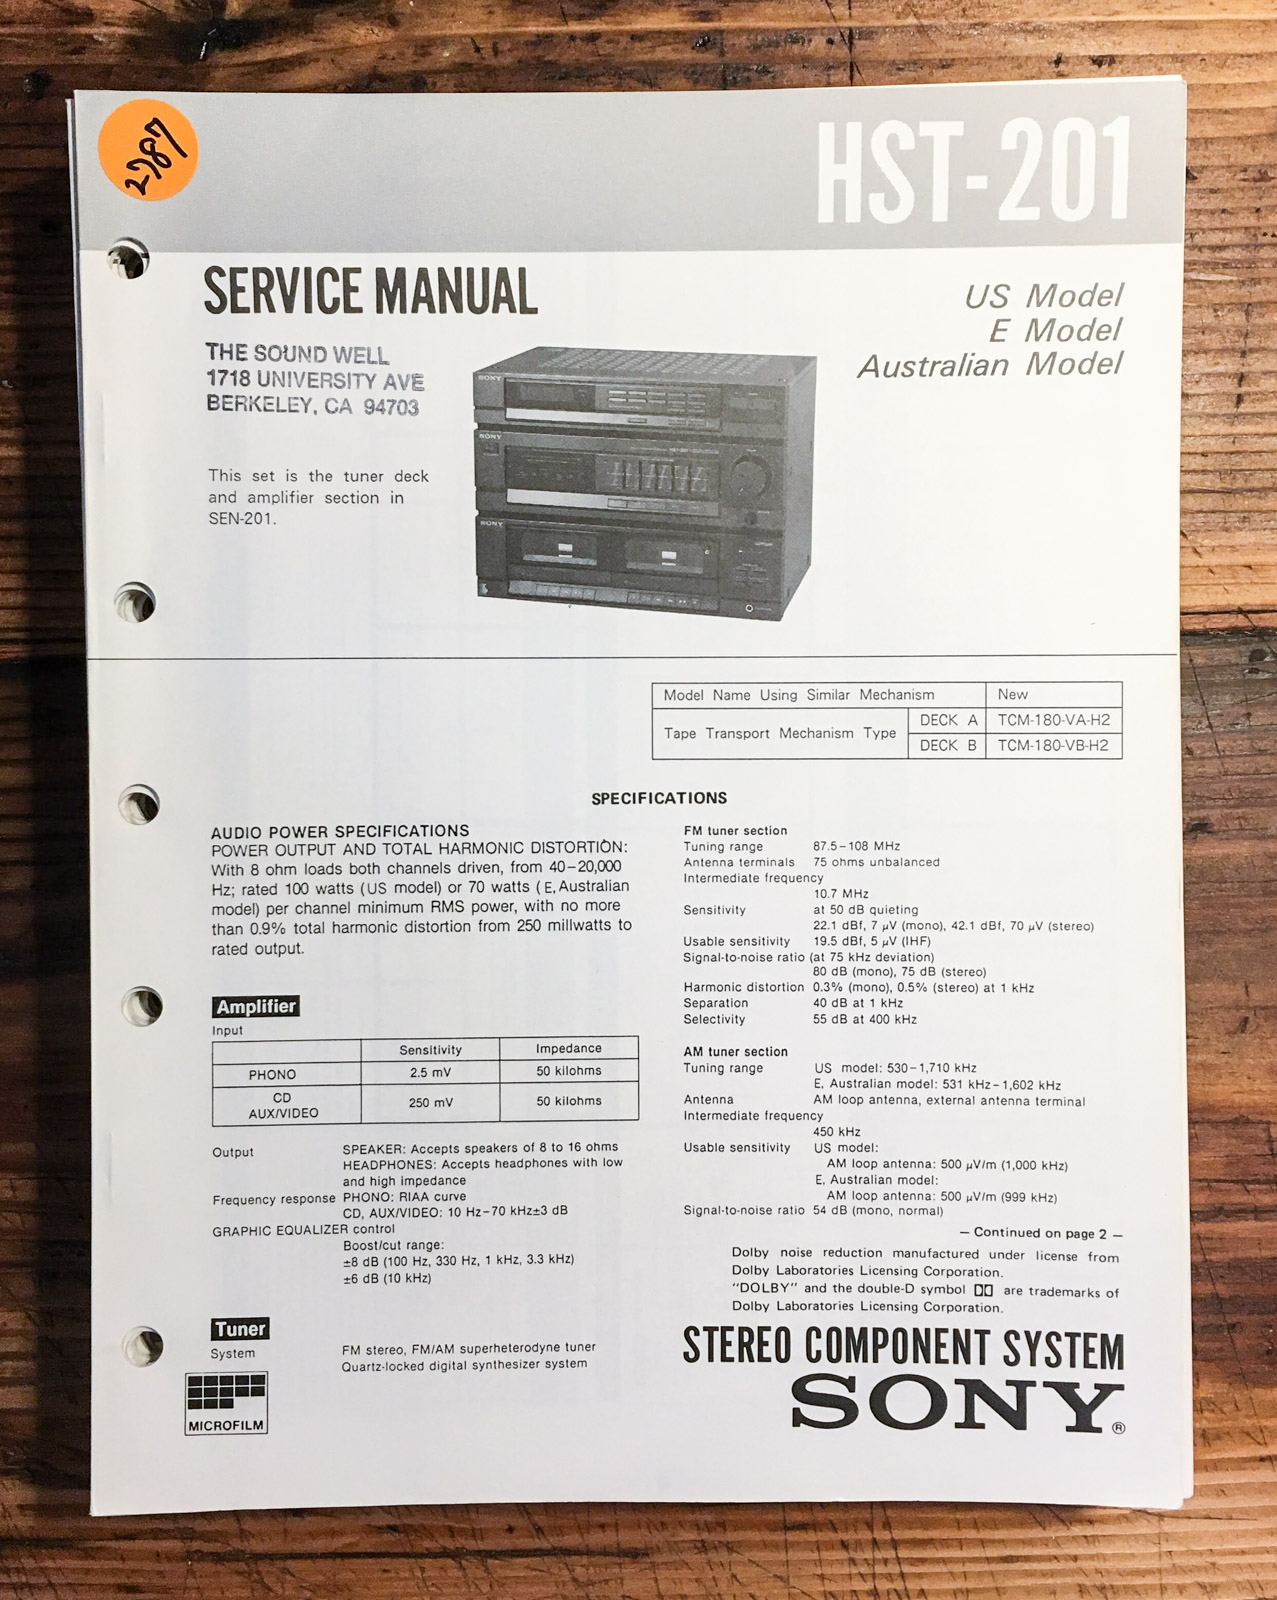 2787
HST-201
SERVICE MANUAL
US Model
E Model
Australian Model
THE SOUND WELL
1718 UNIVERSITY AVE
BERKELEY, CA 94703
This set is the tuner deck
and amplifier section in
SEN-201.
SONY
SONY
SONY
Model Name Using Similar Mechanism New
Tape Transport Mechanism Type DECK A TCM-180-VA-H2
DECK B TCM-180-VB-H2
SPECIFICATIONS
AUDIO POWER SPECIFICATIONS
POWER OUTPUT AND TOTAL HARMONIC DISTORTION:
With 8 ohm loads both channels driven, from 40–20,000
Hz; rated 100 watts (US model) or 70 watts (E, Australian
model) per channel minimum RMS power, with no more
than 0.9% total harmonic distortion from 250 millwatts to
rated output.
Amplifier
Input
Sensitivity Impedance
PHONO 2.5 mV 50 kilohms
CD
AUX/VIDEO 250 mV 50 kilohms
Output SPEAKER: Accepts speakers of 8 to 16 ohms
HEADPHONES: Accepts headphones with low
and high impedance
Frequency response PHONO: RIAA curve
CD, AUX/VIDEO: 10 Hz–70 kHz±3 dB
GRAPHIC EQUALIZER control
Boost/cut range:
±8 dB (100 Hz, 330 Hz, 1 kHz, 3.3 kHz)
±6 dB (10 kHz)
Tuner
System FM stereo, FM/AM superheterodyne tuner
Quartz-locked digital synthesizer system
MICROFILM
FM tuner section
Tuning range 87.5–108 MHz
Antenna terminals 75 ohms unbalanced
Intermediate frequency
10.7 MHz
Sensitivity at 50 dB quieting
22.1 dBf, 7 µV (mono), 42.1 dBf, 70 µV (stereo)
Usable sensitivity 19.5 dBf, 5 µV (IHF)
Signal-to-noise ratio (at 75 kHz deviation)
80 dB (mono), 75 dB (stereo)
Harmonic distortion 0.3% (mono), 0.5% (stereo) at 1 kHz
Separation 40 dB at 1 kHz
Selectivity 55 dB at 400 kHz
AM tuner section
Tuning range US model: 530–1,710 kHz
E, Australian model: 531 kHz–1,602 kHz
Antenna AM loop antenna, external antenna terminal
Intermediate frequency
450 kHz
Usable sensitivity US model:
AM loop antenna: 500 µV/m (1,000 kHz)
E, Australian model:
AM loop antenna: 500 µV/m (999 kHz)
Signal-to-noise ratio 54 dB (mono, normal)
— Continued on page 2 —
Dolby noise reduction manufactured under license from
Dolby Laboratories Licensing Corporation.
"DOLBY" and the double-D symbol are trademarks of
Dolby Laboratories Licensing Corporation.
STEREO COMPONENT SYSTEM
SONY®